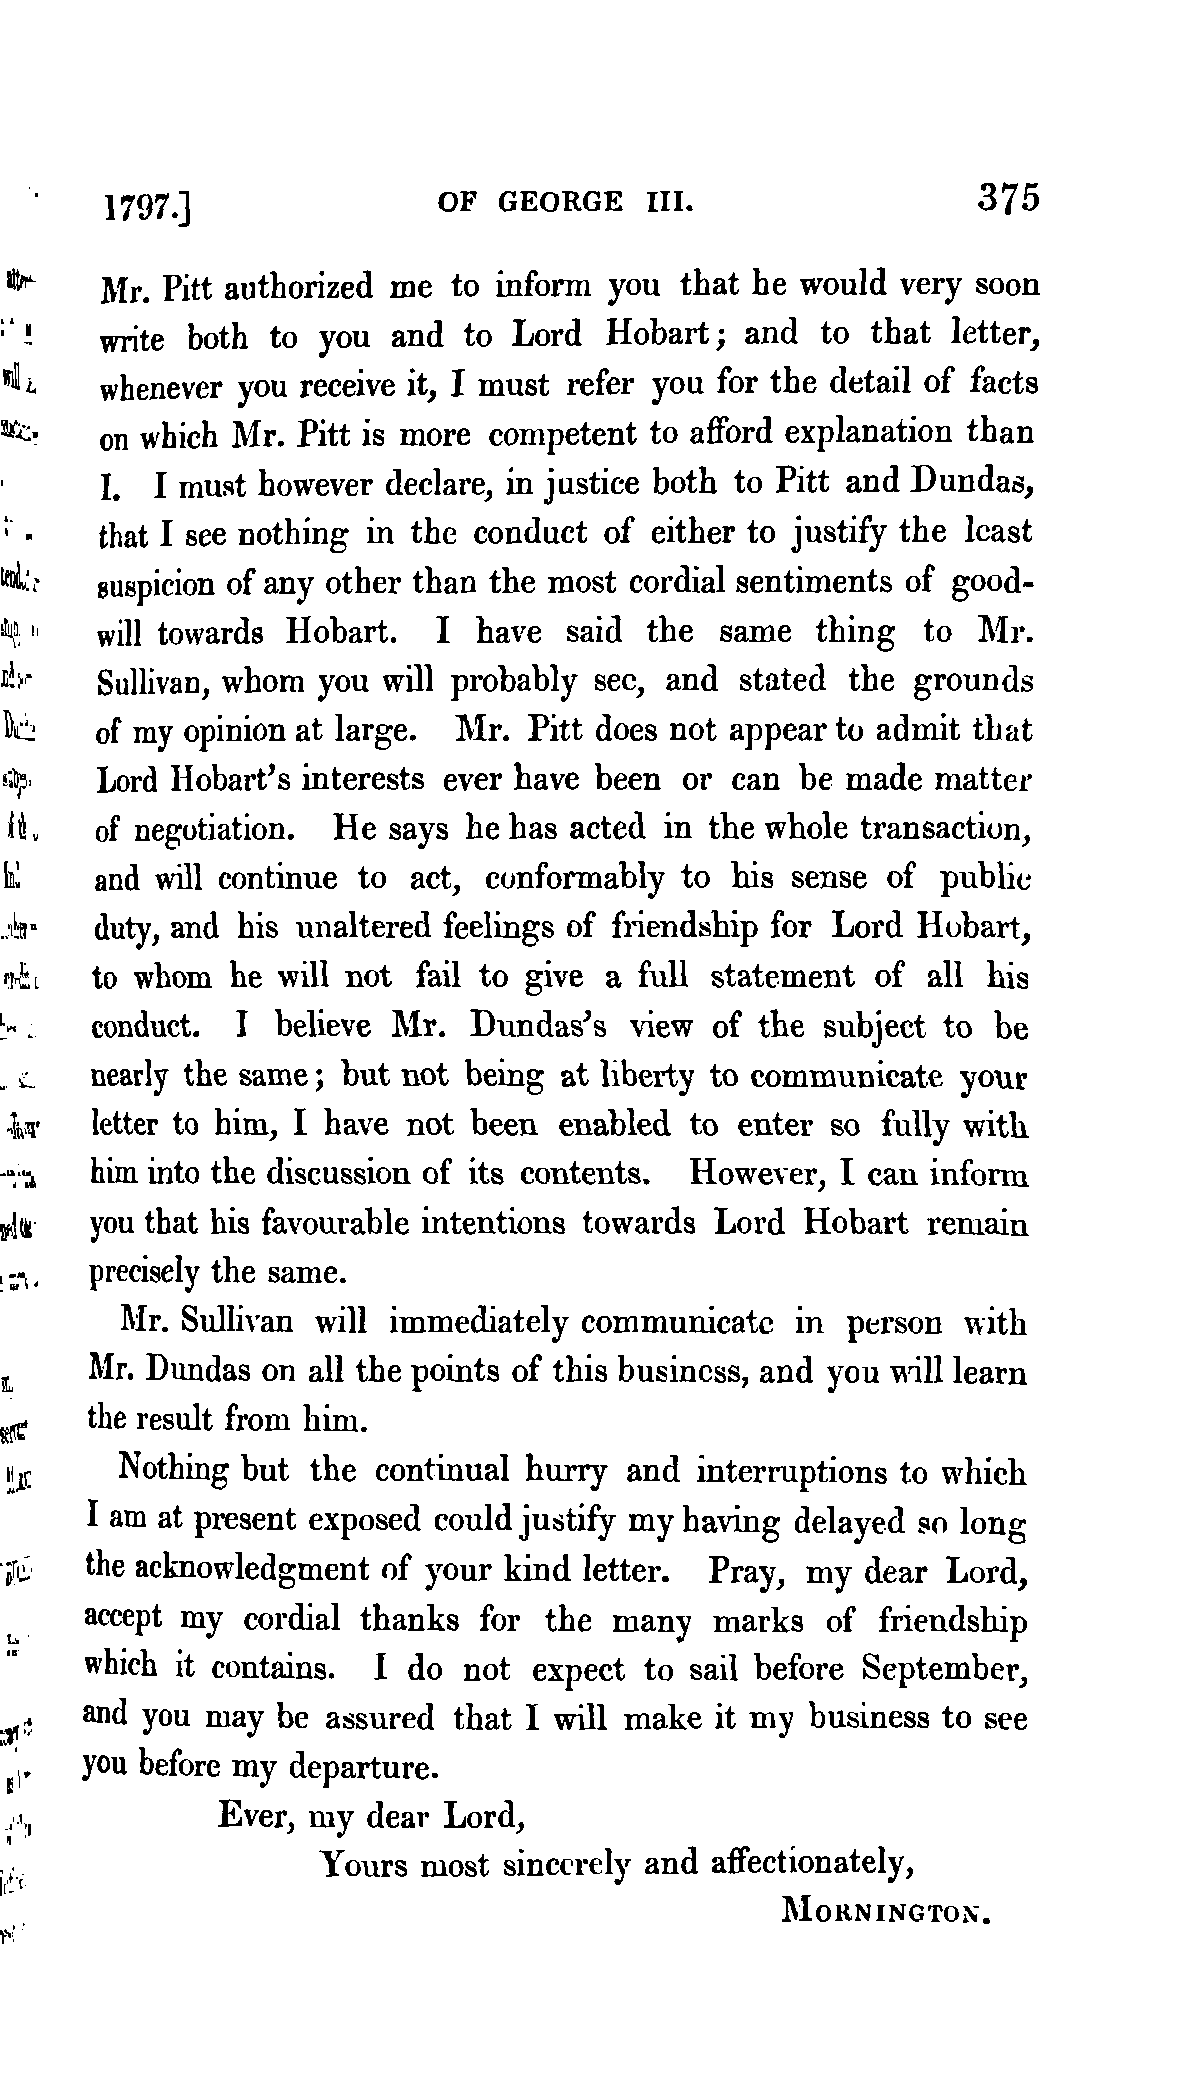 1797.] OF GEORGE III. 375
Mr. Pitt authorized me to inform you that he would very soon
write both to you and to Lord Hobart; and to that letter,
whenever you receive it, I must refer you for the detail of facts
on which Mr. Pitt is more competent to afford explanation than
I. I must however declare, in justice both to Pitt and Dundas,
that I see nothing in the conduct of either to justify the least
suspicion of any other than the most cordial sentiments of good-
will towards Hobart. I have said the same thing to Mr.
Sullivan, whom you will probably see, and stated the grounds
of my opinion at large. Mr. Pitt does not appear to admit that
Lord Hobart's interests ever have been or can be made matter
of negotiation. He says he has acted in the whole transaction,
and will continue to act, conformably to his sense of public
duty, and his unaltered feelings of friendship for Lord Hobart,
to whom he will not fail to give a full statement of all his
conduct. I believe Mr. Dundas's view of the subject to be
nearly the same; but not being at liberty to communicate your
letter to him, I have not been enabled to enter so fully with
him into the discussion of its contents. However, I can inform
you that his favourable intentions towards Lord Hobart remain
precisely the same.
Mr. Sullivan will immediately communicate in person with
Mr. Dundas on all the points of this business, and you will learn
the result from him.
Nothing but the continual hurry and interruptions to which
I am at present exposed could justify my having delayed so long
the acknowledgment of your kind letter. Pray, my dear Lord,
accept my cordial thanks for the many marks of friendship
which it contains. I do not expect to sail before September,
and you may be assured that I will make it my business to see
you before my departure.
Ever, my dear Lord,
Yours most sincerely and affectionately,
MORNINGTON.